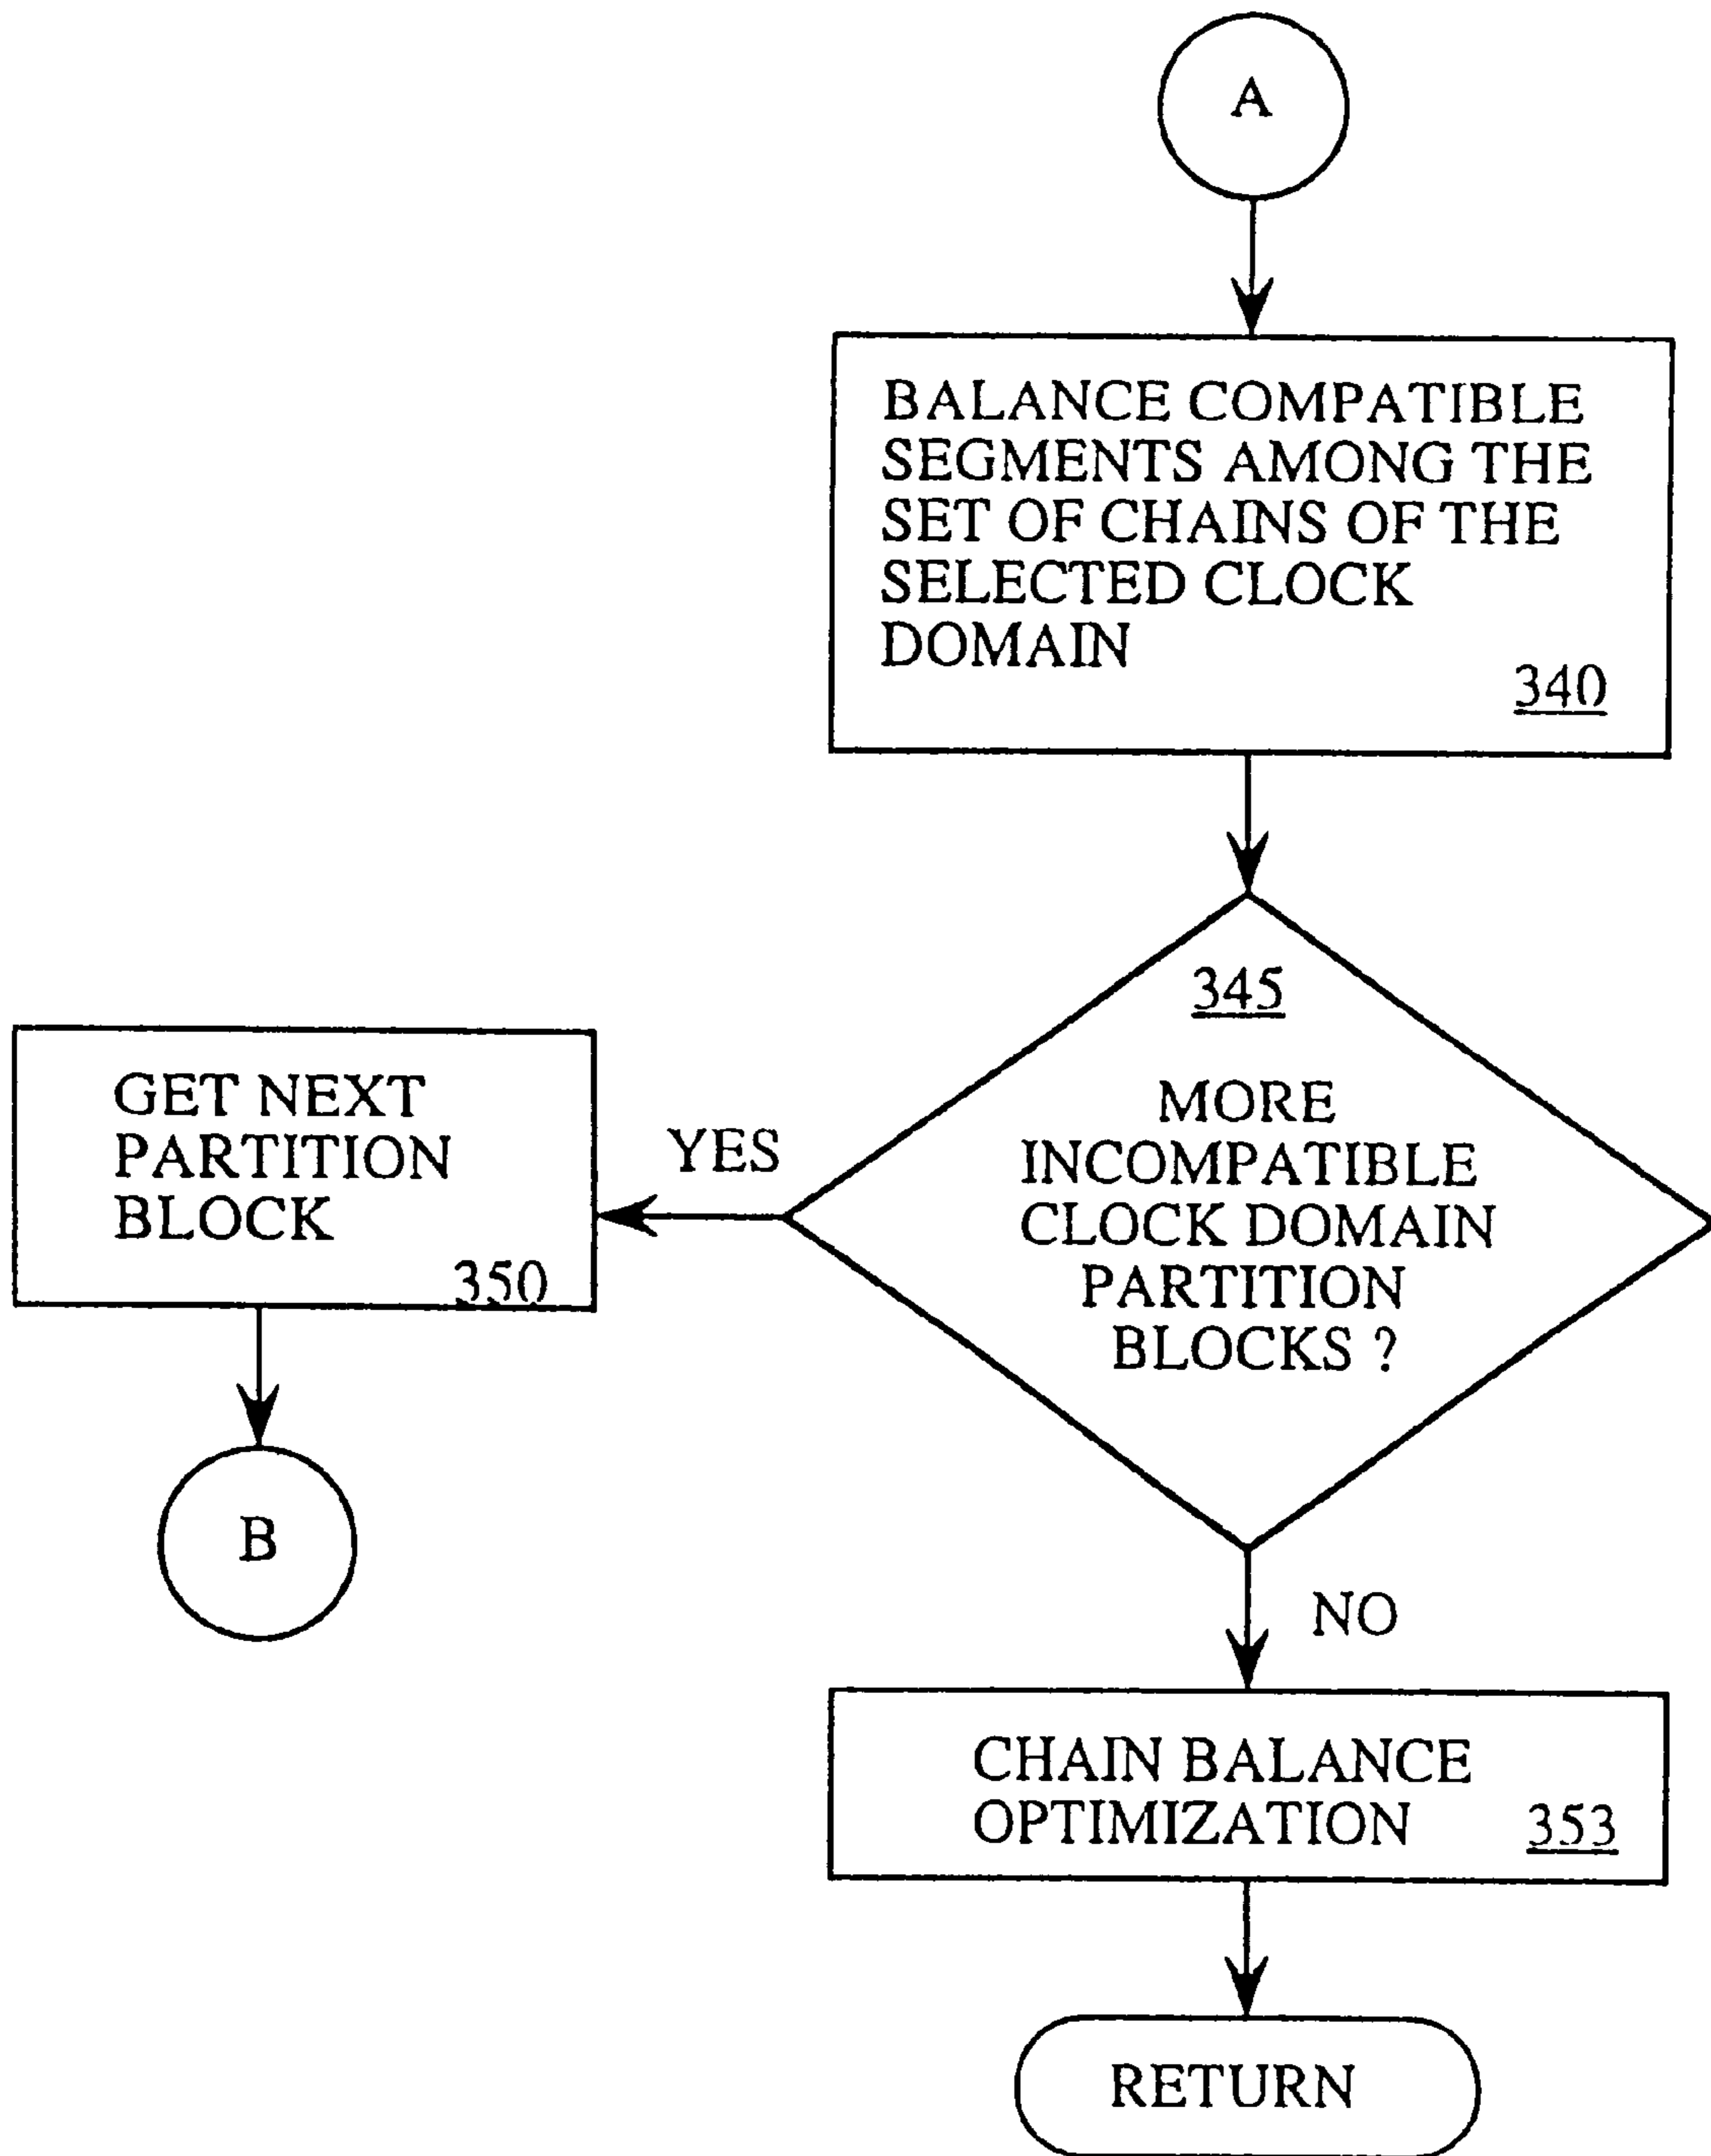 A
BALANCE COMPATIBLE
SEGMENTS AMONG THE
SET OF CHAINS OF THE
SELECTED CLOCK
DOMAIN
340
345
MORE
INCOMPATIBLE
CLOCK DOMAIN
PARTITION
BLOCKS ?
YES
GET NEXT
PARTITION
BLOCK
350
B
NO
CHAIN BALANCE
OPTIMIZATION 353
RETURN